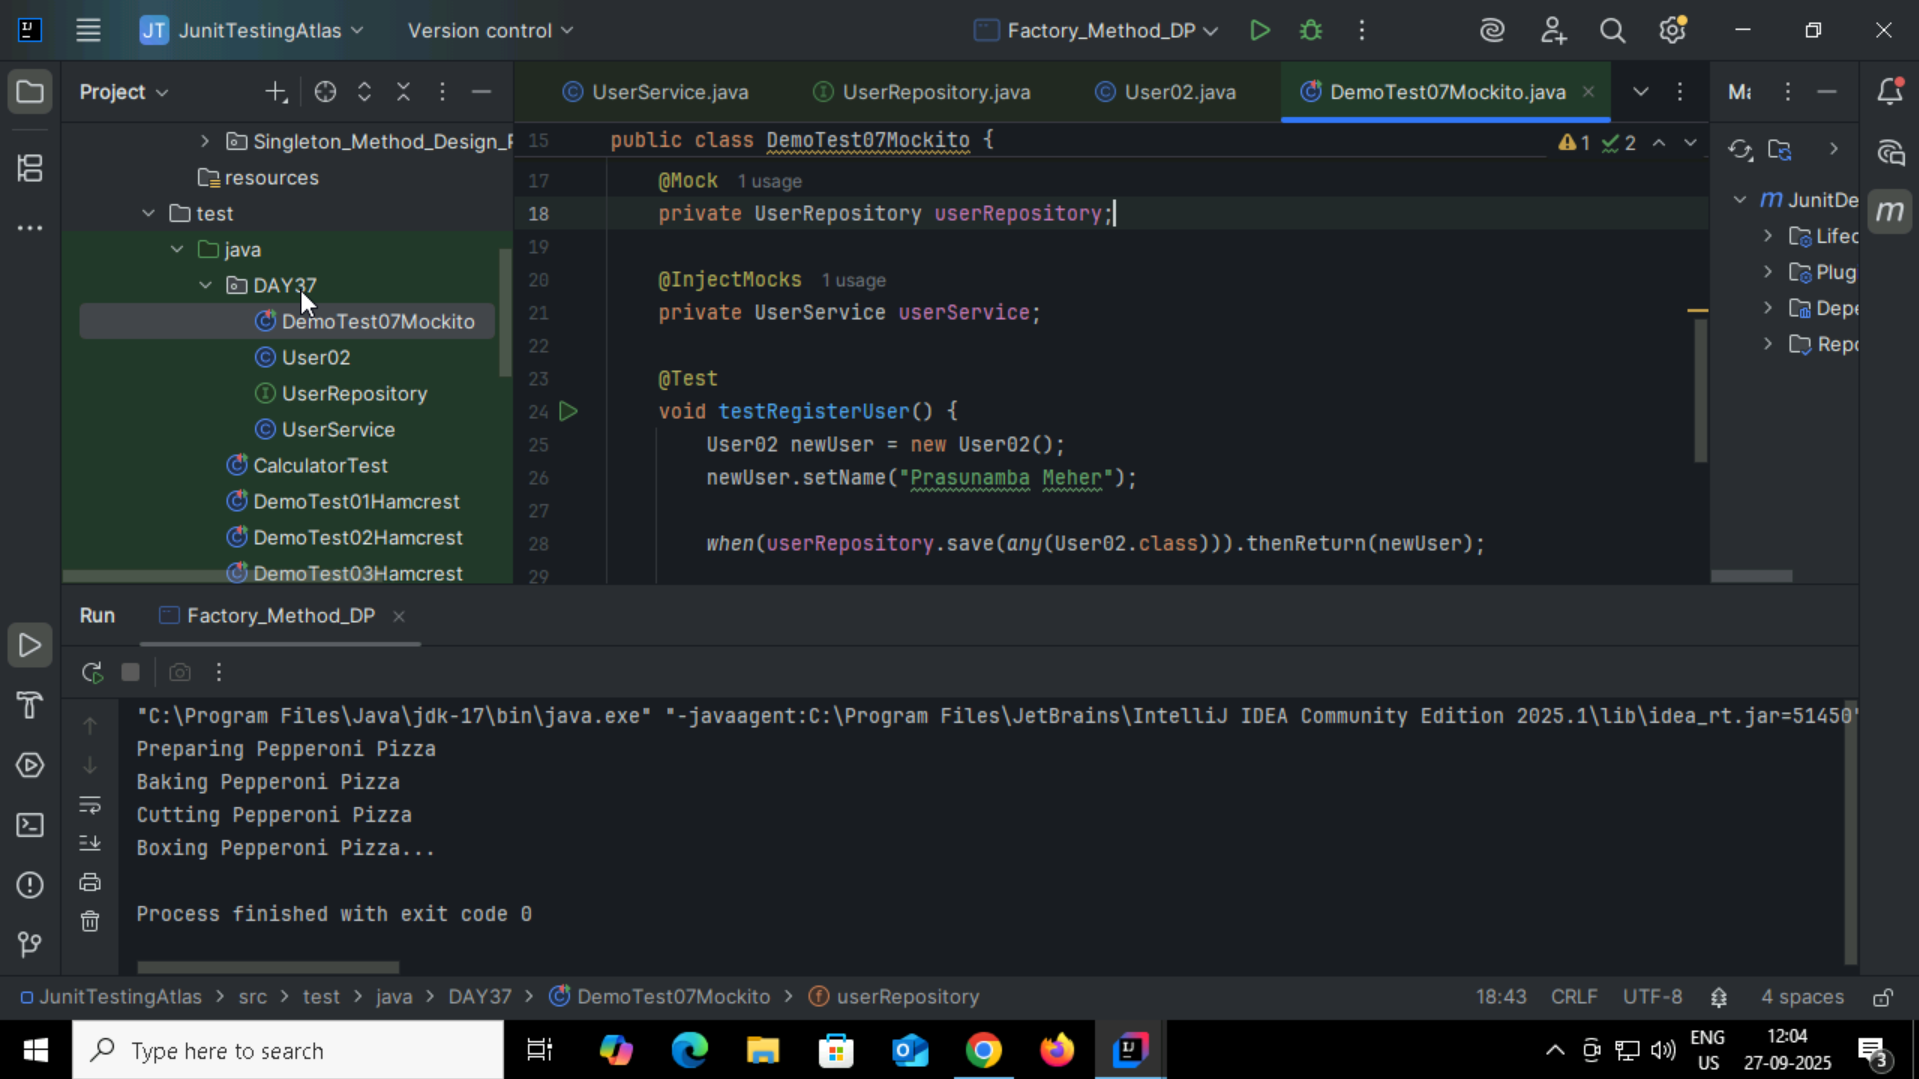 JT JunitTestingAtlas
Version control
Factory_Method_DP
Project
UserService.java
UserRepository.java
User02.java
DemoTest07Mockito.java
Singleton_Method_Design_
resources
test
java
DAY37
DemoTest07Mockito
User02
UserRepository
UserService
CalculatorTest
DemoTest01Hamcrest
DemoTest02Hamcrest
DemoTest03Hamcrest
15 public class DemoTest07Mockito {
1 2
17 @Mock 1 usage
18 private UserRepository userRepository;
19
20 @InjectMocks 1 usage
21 private UserService userService;
22
23 @Test
24 void testRegisterUser() {
25 User02 newUser = new User02();
26 newUser.setName("Prasunamba Meher");
27
28 when(userRepository.save(any(User02.class))).thenReturn(newUser);
29
m JunitDe
Lifec
Plug
Depe
Repo
m
Run
Factory_Method_DP
"C:\Program Files\Java\jdk-17\bin\java.exe" "-javaagent:C:\Program Files\JetBrains\IntelliJ IDEA Community Edition 2025.1\lib\idea_rt.jar=51450"
Preparing Pepperoni Pizza
Baking Pepperoni Pizza
Cutting Pepperoni Pizza
Boxing Pepperoni Pizza...
Process finished with exit code 0
JunitTestingAtlas > src > test > java > DAY37 > DemoTest07Mockito > userRepository
18:43 CRLF UTF-8 4 spaces
Type here to search
ENG
US
12:04
27-09-2025
3